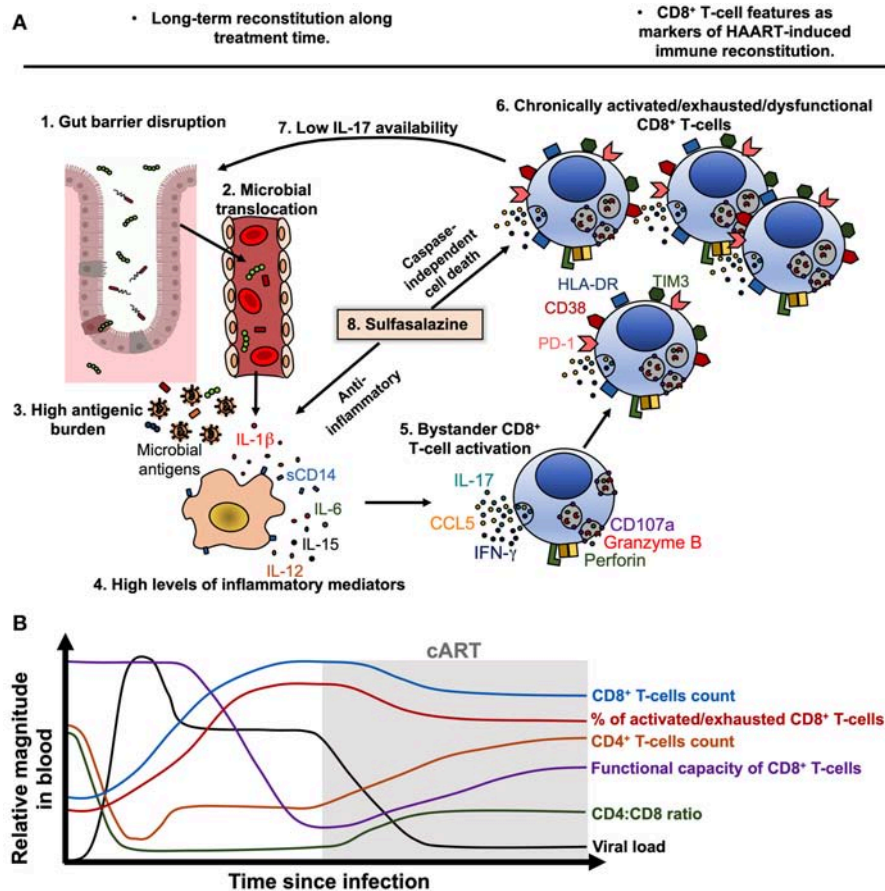 A
• Long-term reconstitution along
treatment time.
• CD8⁺ T-cell features as
markers of HAART-induced
immune reconstitution.
1. Gut barrier disruption
7. Low IL-17 availability
6. Chronically activated/exhausted/dysfunctional
CD8⁺ T-cells
2. Microbial
translocation
Caspase-
independent
cell death
8. Sulfasalazine
Anti-
inflammatory
HLA-DR
TIM3
CD38
PD-1
3. High antigenic
burden
Microbial
antigens
IL-1β
sCD14
IL-6
IL-15
IL-12
4. High levels of inflammatory mediators
5. Bystander CD8⁺
T-cell activation
IL-17
CCL5
IFN-γ
CD107a
Granzyme B
Perforin
B
cART
Relative magnitude
in blood
CD8⁺ T-cells count
% of activated/exhausted CD8⁺ T-cells
CD4⁺ T-cells count
Functional capacity of CD8⁺ T-cells
CD4:CD8 ratio
Viral load
Time since infection